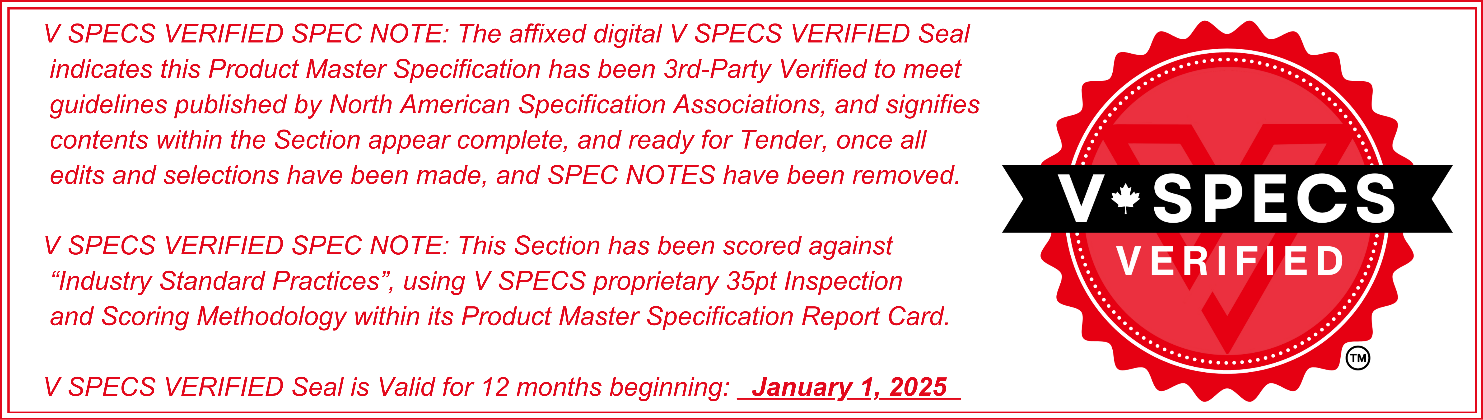 V SPECS VERIFIED SPEC NOTE: The affixed digital V SPECS VERIFIED Seal
indicates this Product Master Specification has been 3rd-Party Verified to meet
guidelines published by North American Specification Associations, and signifies
contents within the Section appear complete, and ready for Tender, once all
edits and selections have been made, and SPEC NOTES have been removed.
V SPECS VERIFIED SPEC NOTE: This Section has been scored against
“Industry Standard Practices”, using V SPECS proprietary 35pt Inspection
and Scoring Methodology within its Product Master Specification Report Card.
V SPECS VERIFIED Seal is Valid for 12 months beginning: January 1, 2025
V SPECS
VERIFIED
TM